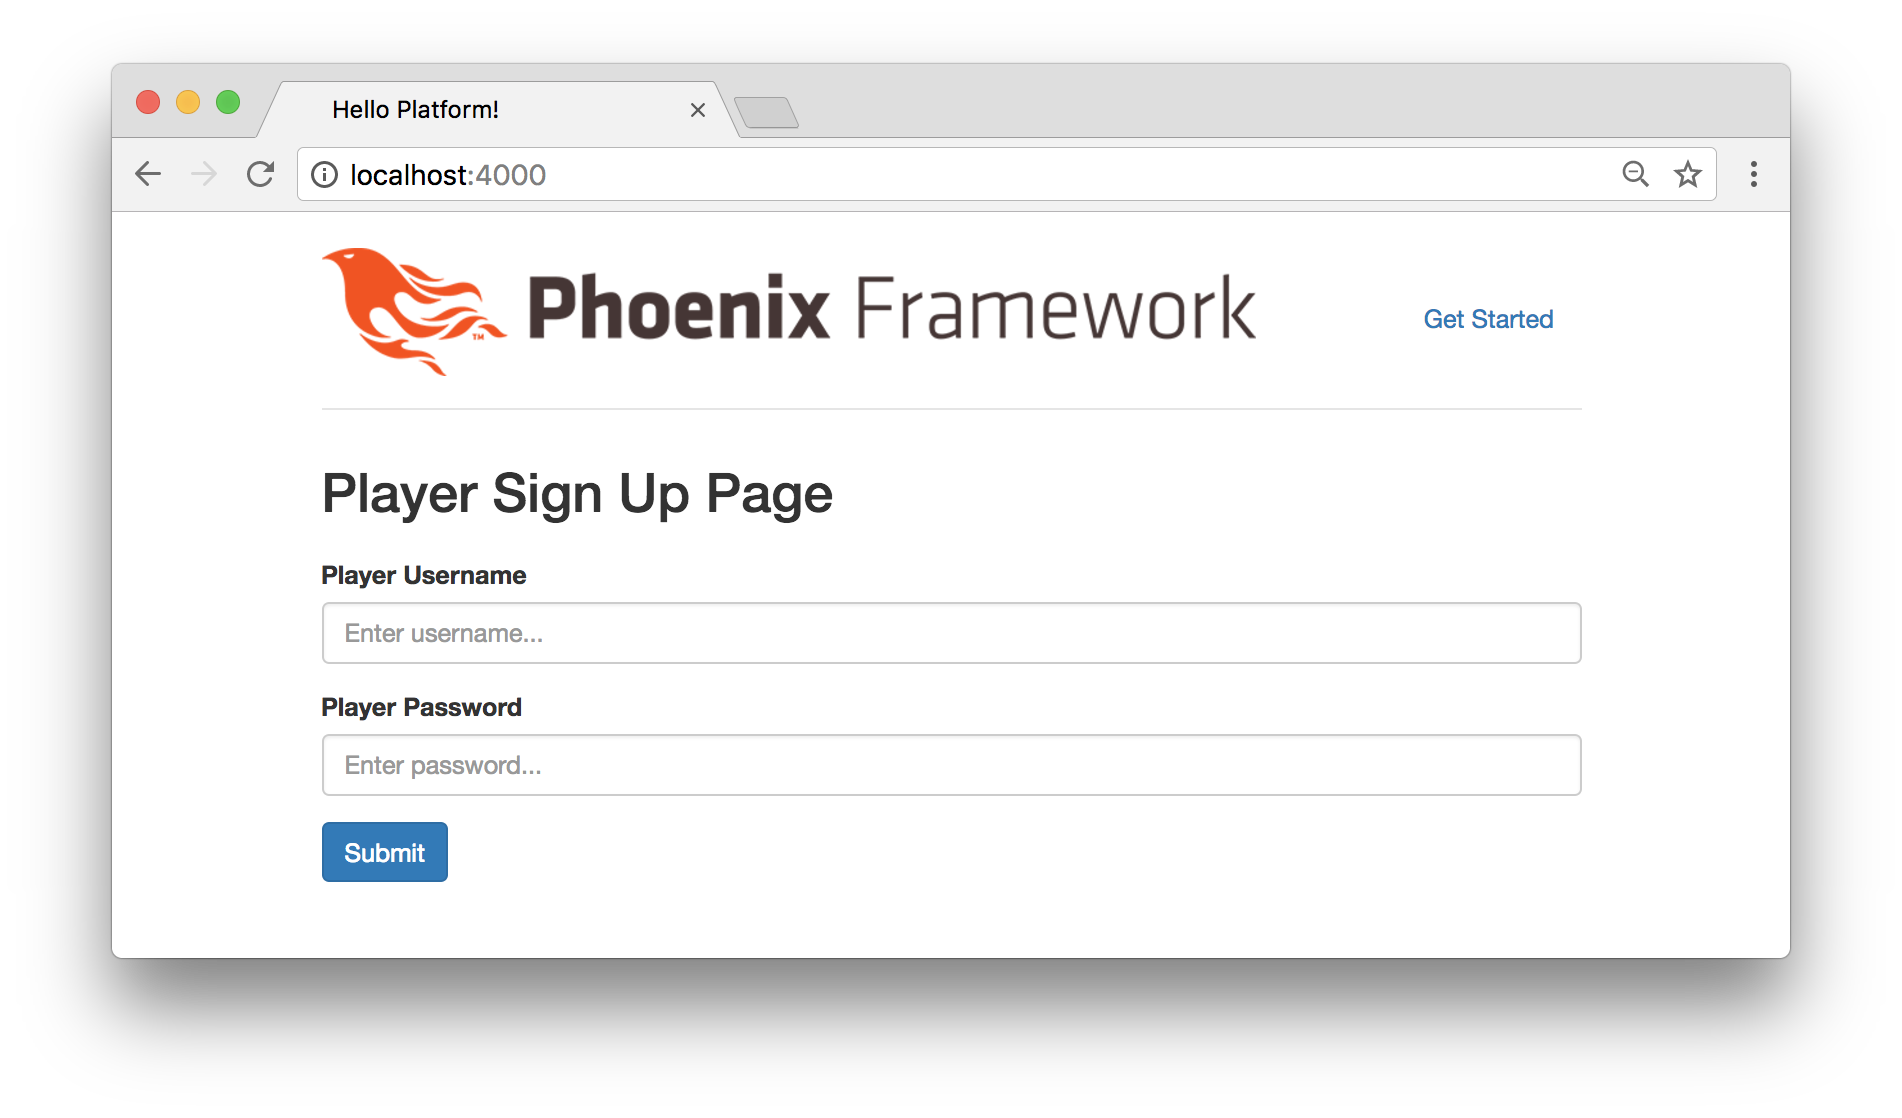 Hello Platform!
localhost:4000
Phoenix Framework
TM
Get Started
Player Sign Up Page
Player Username
Enter username...
Player Password
Enter password...
Submit